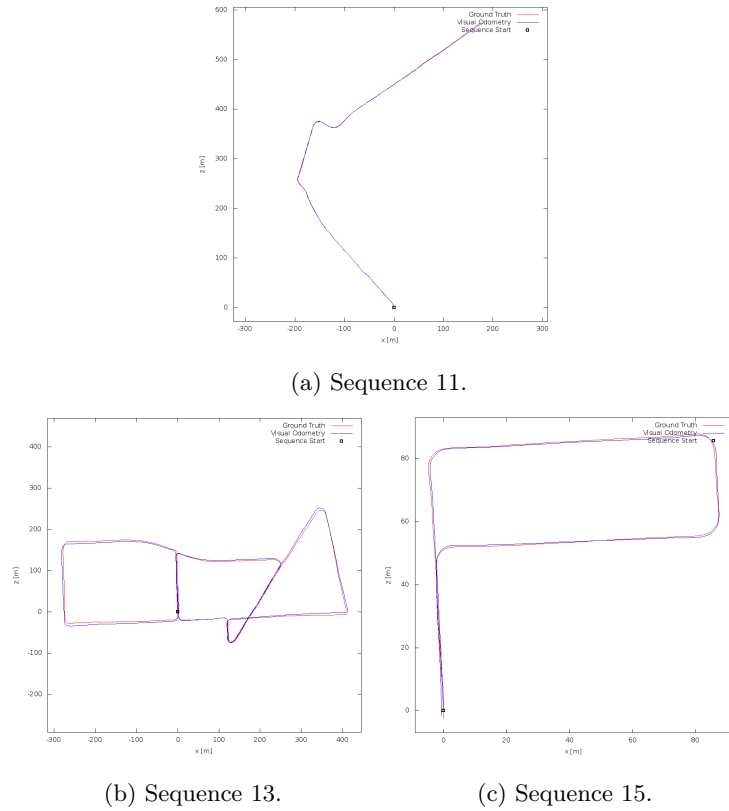 600
500
400
300
200
100
0
-300 -200 -100 0 100 200 300
z [m]
x [m]
Ground Truth
Visual Odometry
Sequence Start
(a) Sequence 11.
400
300
200
100
0
-100
-200
-300 -200 -100 0 100 200 300 400
z [m]
x [m]
Ground Truth
Visual Odometry
Sequence Start
(b) Sequence 13.
80
60
40
20
0
0 20 40 60 80
z [m]
x [m]
Ground Truth
Visual Odometry
Sequence Start
(c) Sequence 15.